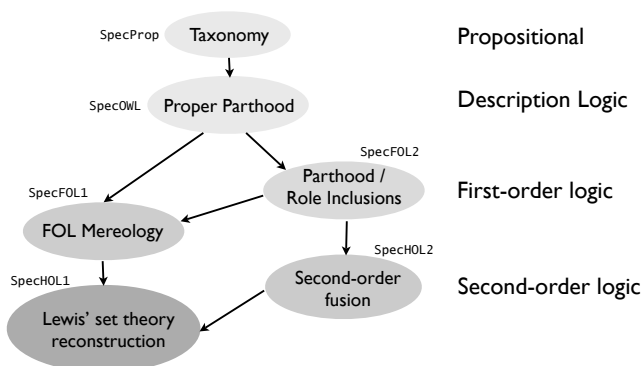 SpecProp
Taxonomy
Propositional
SpecOWL
Proper Parthood
Description Logic
SpecFOL2
Parthood /
Role Inclusions
First-order logic
SpecFOL1
FOL Mereology
SpecHOL2
Second-order
fusion
Second-order logic
SpecHOL1
Lewis' set theory
reconstruction